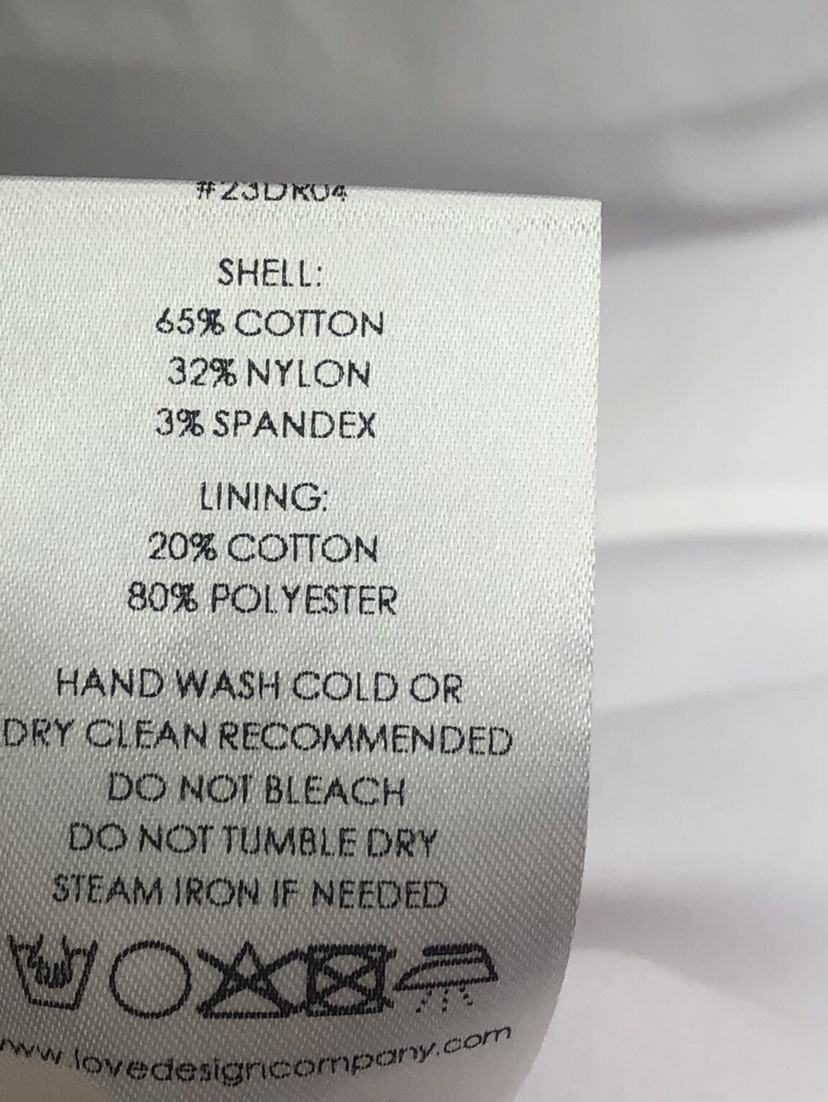 #23DR04
SHELL:
65% COTTON
32% NYLON
3% SPANDEX
LINING:
20% COTTON
80% POLYESTER
HAND WASH COLD OR
DRY CLEAN RECOMMENDED
DO NOT BLEACH
DO NOT TUMBLE DRY
STEAM IRON IF NEEDED
www.lovedesigncompany.com